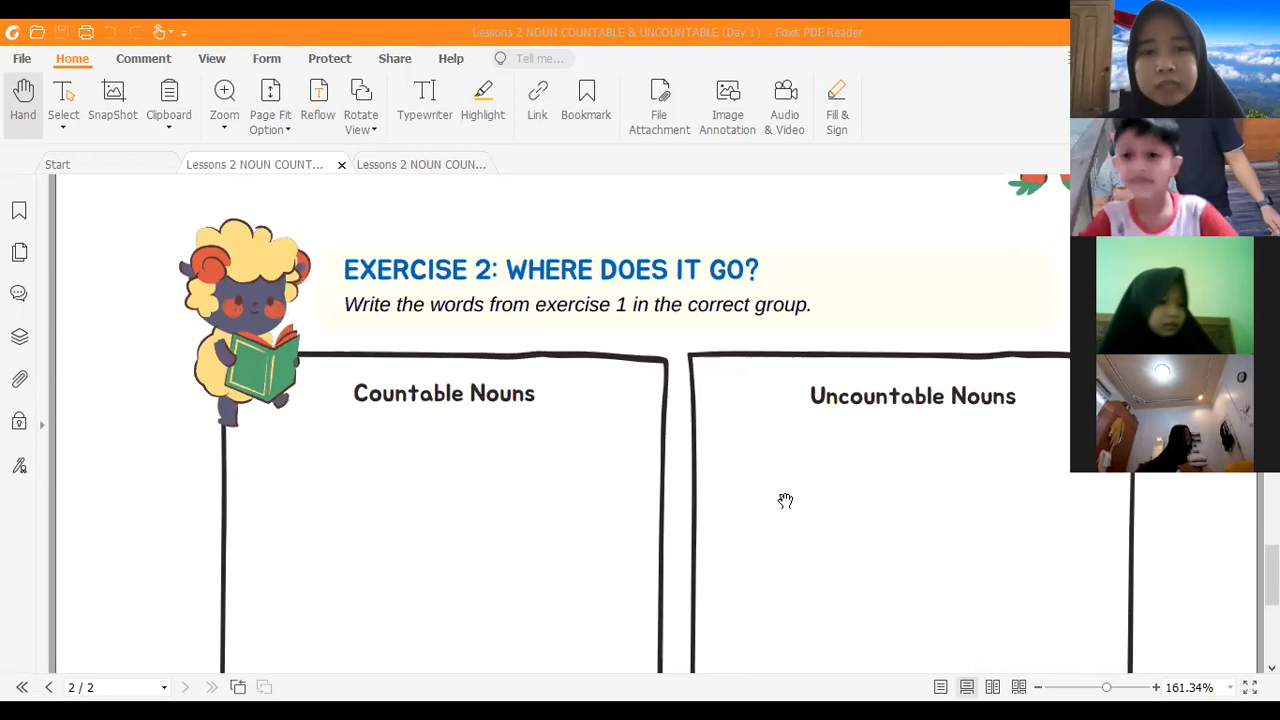 Lessons 2 NOUN COUNTABLE & UNCOUNTABLE (Day 1) - Foxit PDF Reader
File Home Comment View Form Protect Share Help Tell me...
Hand Select SnapShot Clipboard Zoom Page Fit Option Reflow Rotate View Typewriter Highlight Link Bookmark File Attachment Image Annotation Audio & Video Fill & Sign
Start Lessons 2 NOUN COUNT... Lessons 2 NOUN COUN...
EXERCISE 2: WHERE DOES IT GO?
Write the words from exercise 1 in the correct group.
Countable Nouns
Uncountable Nouns
2 / 2 161.34%